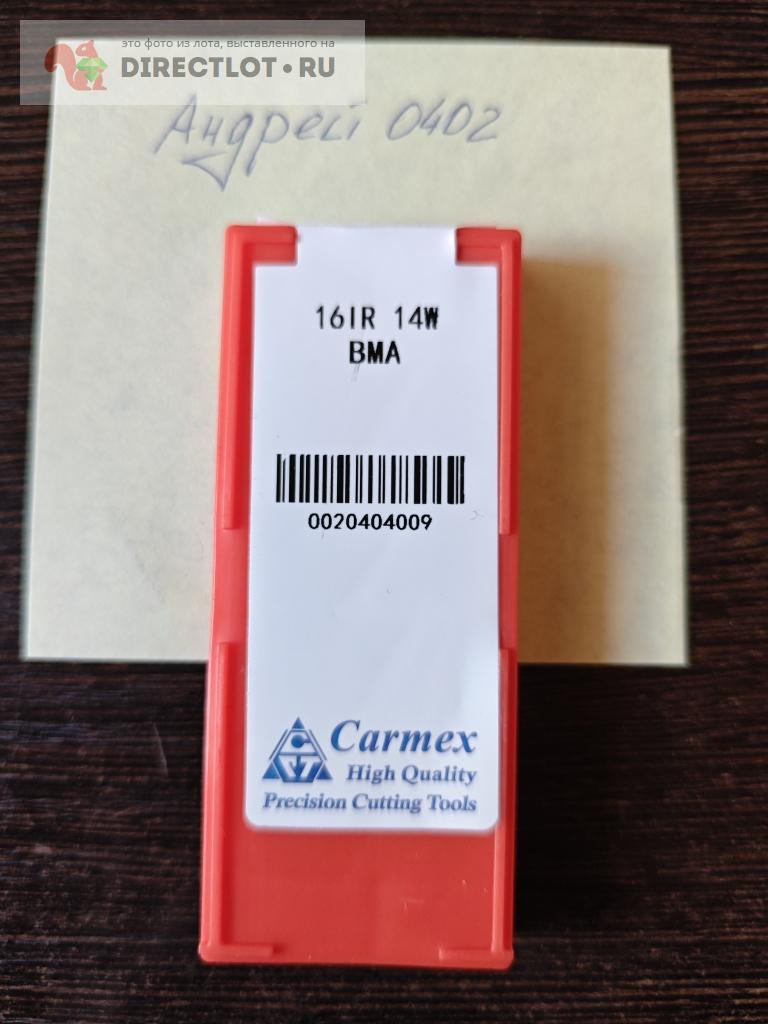 это фото из лота, выставленного на
DIRECTLOT.RU
Андрей 0402
16IR 14W
BMA
0020404009
Carmex
High Quality
Precision Cutting Tools